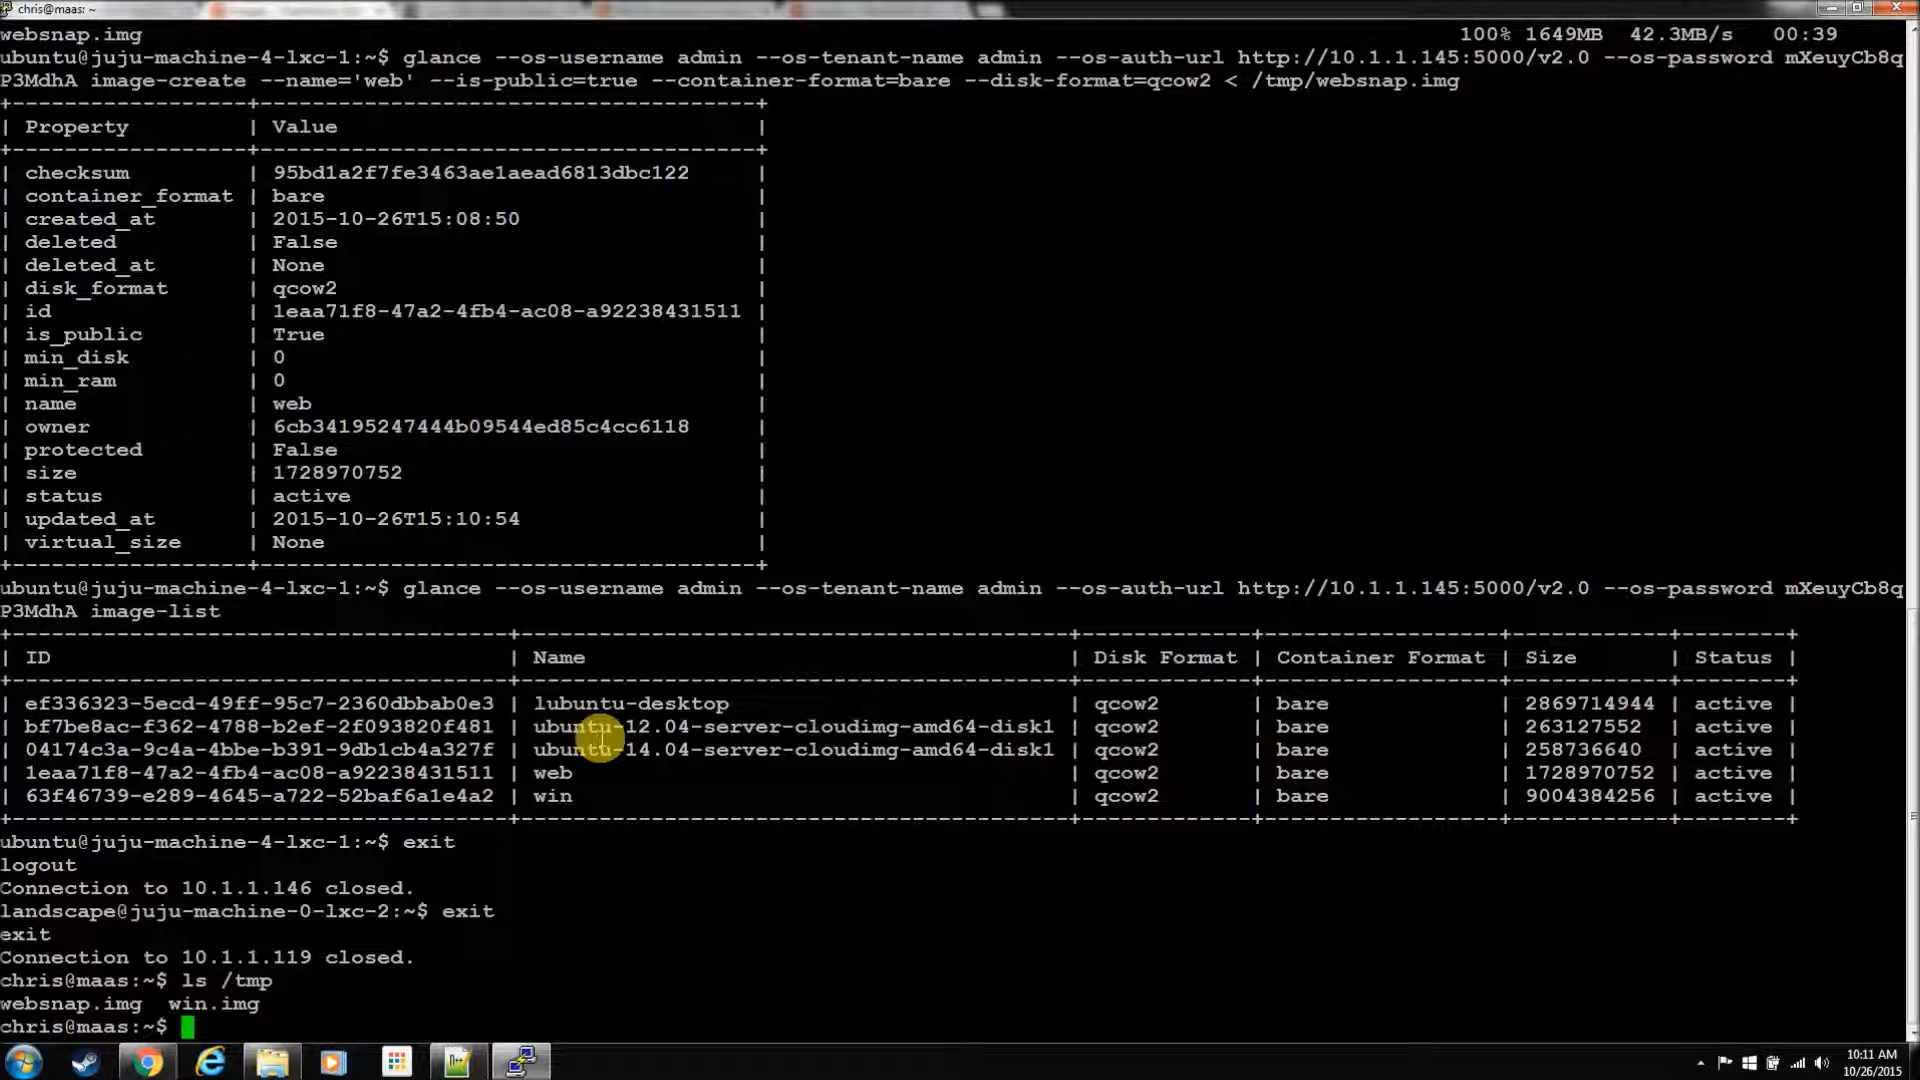 chris@maas: ~
websnap.img 100% 1649MB 42.3MB/s 00:39
ubuntu@juju-machine-4-lxc-1:~$ glance --os-username admin --os-tenant-name admin --os-auth-url http://10.1.1.145:5000/v2.0 --os-password mXeuyCb8q
P3MdhA image-create --name='web' --is-public=true --container-format=bare --disk-format=qcow2 < /tmp/websnap.img
+------------------+---------------------------------------+
| Property | Value |
+------------------+---------------------------------------+
| checksum | 95bd1a2f7fe3463ae1aead6813dbc122 |
| container_format | bare |
| created_at | 2015-10-26T15:08:50 |
| deleted | False |
| deleted_at | None |
| disk_format | qcow2 |
| id | 1eaa71f8-47a2-4fb4-ac08-a92238431511 |
| is_public | True |
| min_disk | 0 |
| min_ram | 0 |
| name | web |
| owner | 6cb34195247444b09544ed85c4cc6118 |
| protected | False |
| size | 1728970752 |
| status | active |
| updated_at | 2015-10-26T15:10:54 |
| virtual_size | None |
+------------------+---------------------------------------+
ubuntu@juju-machine-4-lxc-1:~$ glance --os-username admin --os-tenant-name admin --os-auth-url http://10.1.1.145:5000/v2.0 --os-password mXeuyCb8q
P3MdhA image-list
+--------------------------------------+------------------------------------------+-------------+------------------+------------+--------+
| ID | Name | Disk Format | Container Format | Size | Status |
+--------------------------------------+------------------------------------------+-------------+------------------+------------+--------+
| ef336323-5ecd-49ff-95c7-2360dbbab0e3 | lubuntu-desktop | qcow2 | bare | 2869714944 | active |
| bf7be8ac-f362-4788-b2ef-2f093820f481 | ubuntu-12.04-server-cloudimg-amd64-disk1 | qcow2 | bare | 263127552 | active |
| 04174c3a-9c4a-4bbe-b391-9db1cb4a327f | ubuntu-14.04-server-cloudimg-amd64-disk1 | qcow2 | bare | 258736640 | active |
| 1eaa71f8-47a2-4fb4-ac08-a92238431511 | web | qcow2 | bare | 1728970752 | active |
| 63f46739-e289-4645-a722-52baf6a1e4a2 | win | qcow2 | bare | 9004384256 | active |
+--------------------------------------+------------------------------------------+-------------+------------------+------------+--------+
ubuntu@juju-machine-4-lxc-1:~$ exit
logout
Connection to 10.1.1.146 closed.
landscape@juju-machine-0-lxc-2:~$ exit
exit
Connection to 10.1.1.119 closed.
chris@maas:~$ ls /tmp
websnap.img win.img
chris@maas:~$
10:11 AM
10/26/2015